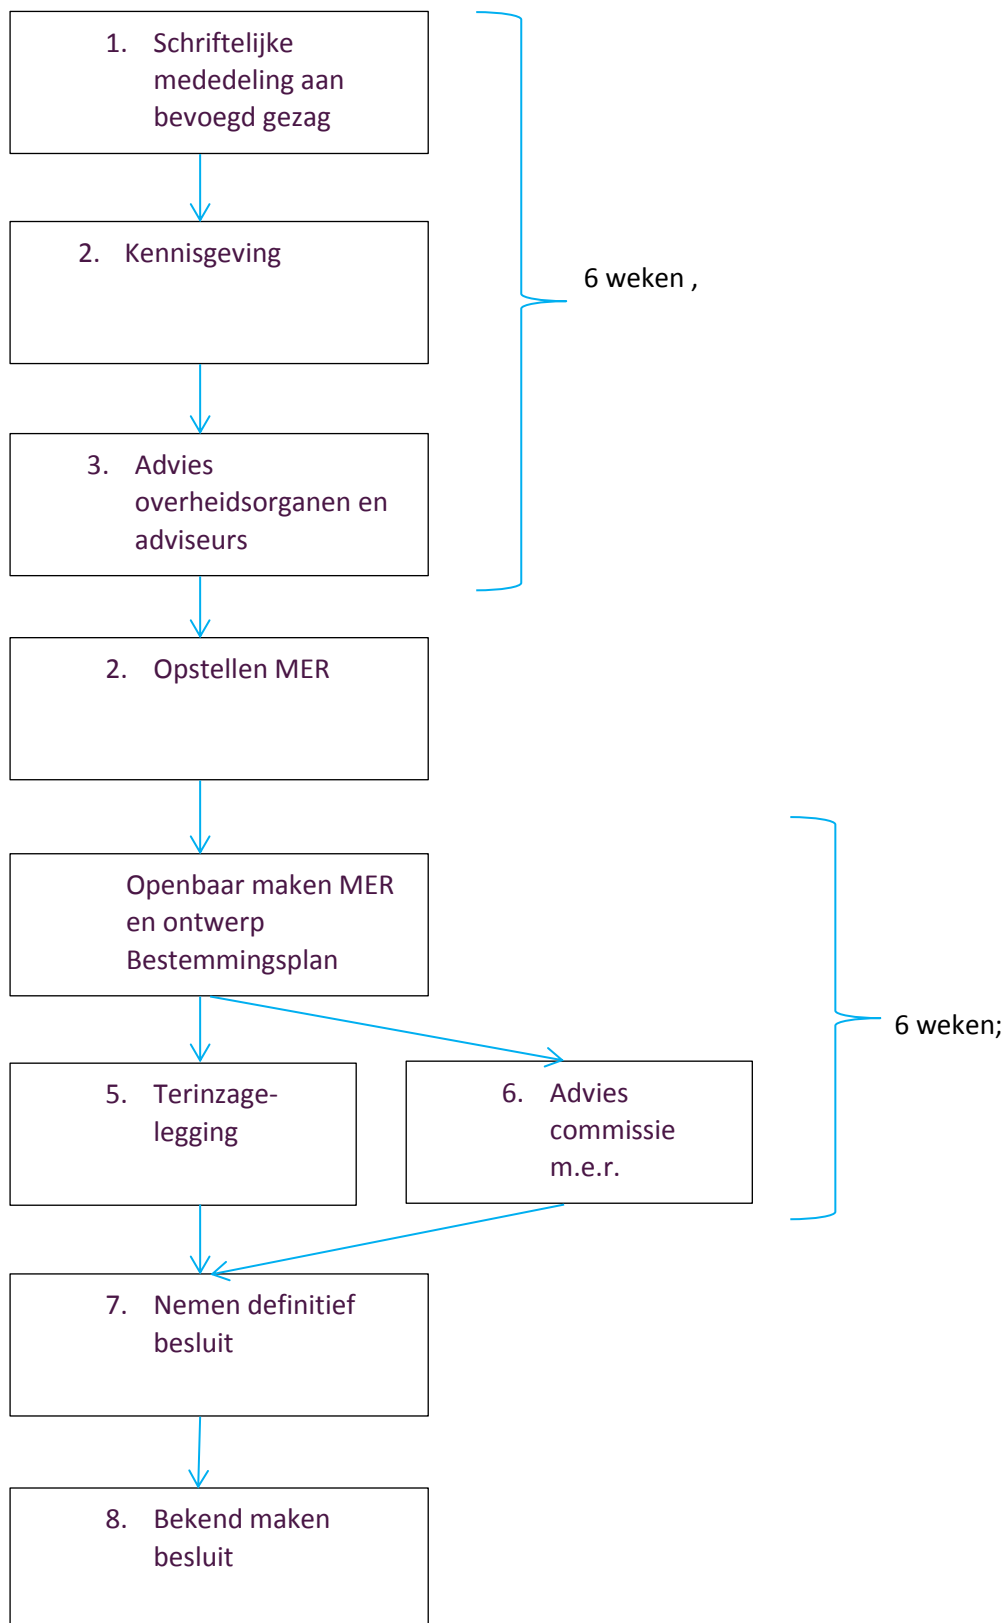 1. Schriftelijke
mededeling aan
bevoegd gezag
2. Kennisgeving
6 weken ,
3. Advies
overheidsorganen en
adviseurs
2. Opstellen MER
Openbaar maken MER
en ontwerp
Bestemmingsplan
6 weken;
5. Terinzage-
legging
6. Advies
commissie
m.e.r.
7. Nemen definitief
besluit
8. Bekend maken
besluit